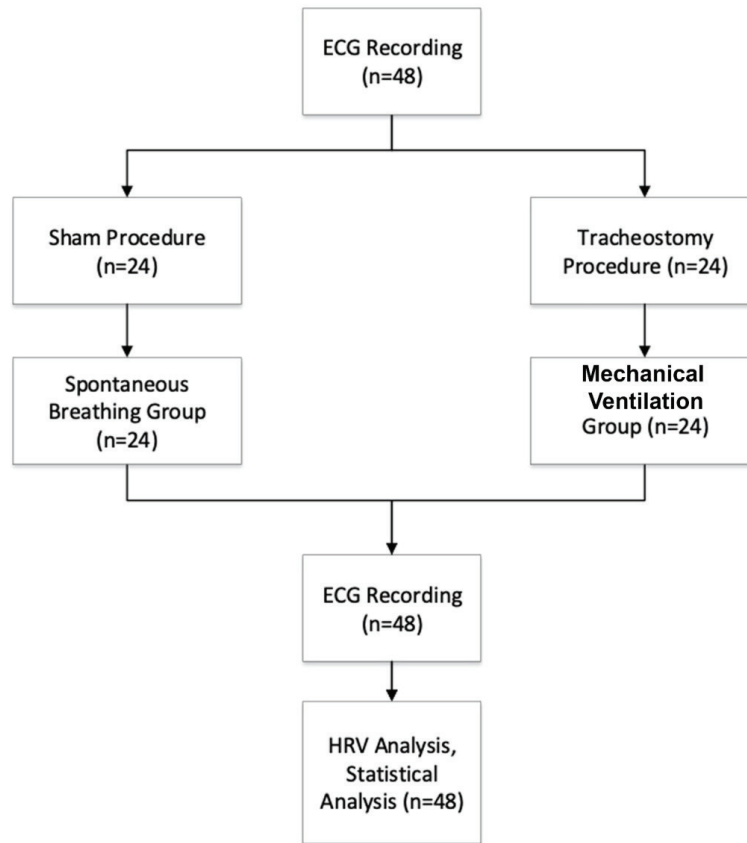 ECG Recording
(n=48)
Sham Procedure
(n=24)
Tracheostomy
Procedure (n=24)
Spontaneous
Breathing Group
(n=24)
Mechanical
Ventilation
Group (n=24)
ECG Recording
(n=48)
HRV Analysis,
Statistical
Analysis (n=48)